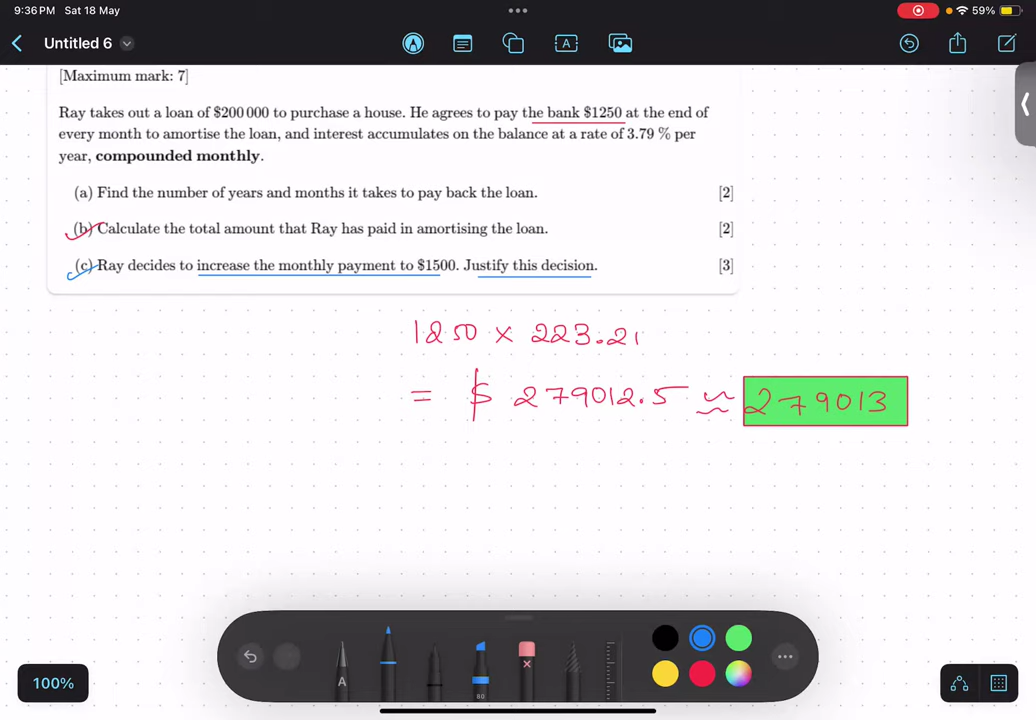 9:36 PM Sat 18 May
59%
Untitled 6
[Maximum mark: 7]
Ray takes out a loan of $200 000 to purchase a house. He agrees to pay the bank $1250 at the end of
every month to amortise the loan, and interest accumulates on the balance at a rate of 3.79 % per
year, compounded monthly.
(a) Find the number of years and months it takes to pay back the loan. [2]
(b) Calculate the total amount that Ray has paid in amortising the loan. [2]
(c) Ray decides to increase the monthly payment to $1500. Justify this decision. [3]
1250 × 223.21
= $ 279012.5 ≈ 279013
A
A
80
100%